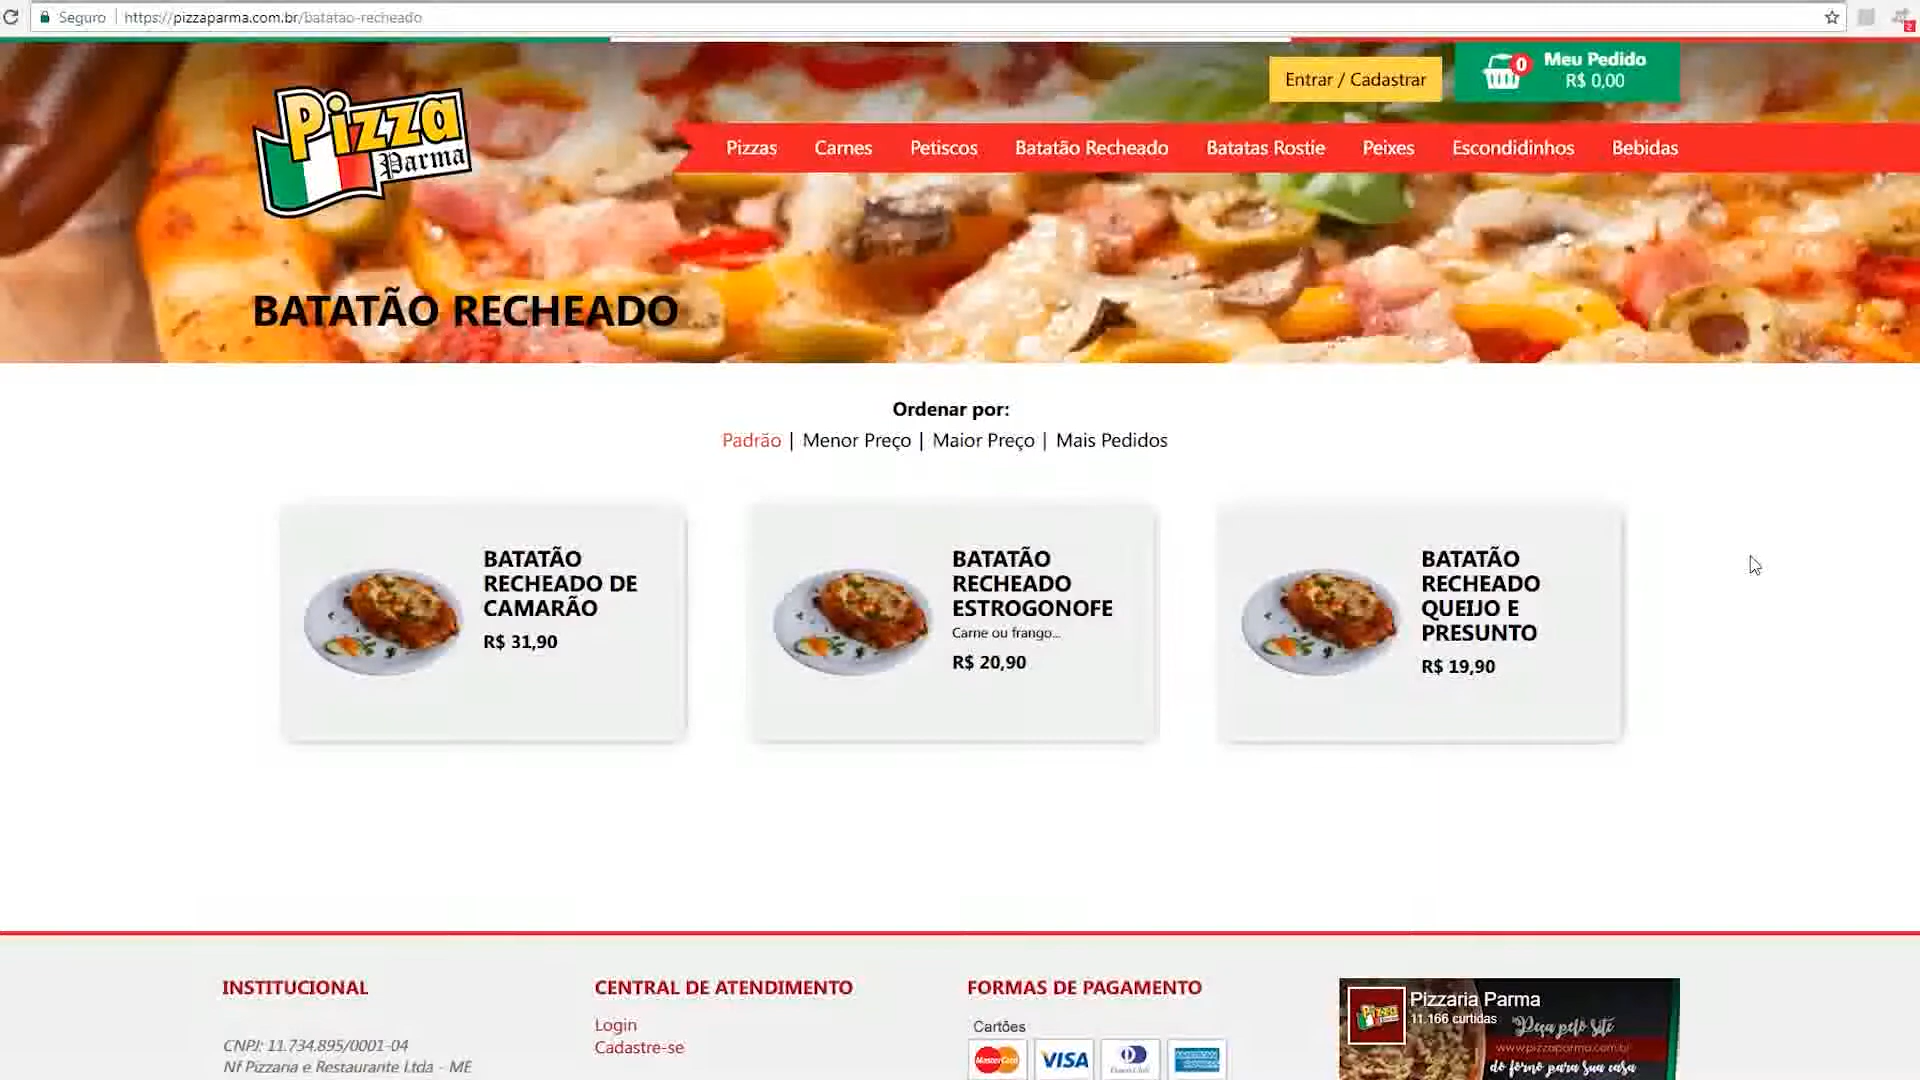 Seguro
https://pizzaparma.com.br/batatao-recheado
Entrar / Cadastrar
0
Meu Pedido
R$ 0,00
Pizza
Parma
Pizzas
Carnes
Petiscos
Batatão Recheado
Batatas Rostie
Peixes
Escondidinhos
Bebidas
BATATÃO RECHEADO
Ordenar por:
Padrão | Menor Preço | Maior Preço | Mais Pedidos
BATATÃO
RECHEADO DE
CAMARÃO
R$ 31,90
BATATÃO
RECHEADO
ESTROGONOFE
Carne ou frango...
R$ 20,90
BATATÃO
RECHEADO
QUEIJO E
PRESUNTO
R$ 19,90
INSTITUCIONAL
CNPJ: 11.734.895/0001-04
Nf Pizzaria e Restaurante Ltda - ME
CENTRAL DE ATENDIMENTO
Login
Cadastre-se
FORMAS DE PAGAMENTO
Cartões
MasterCard
VISA
Diners Club
AMERICAN EXPRESS
Pizzaria Parma
11.166 curtidas
Peça pelo Site
www.pizzaparma.com.br
do forno para sua casa